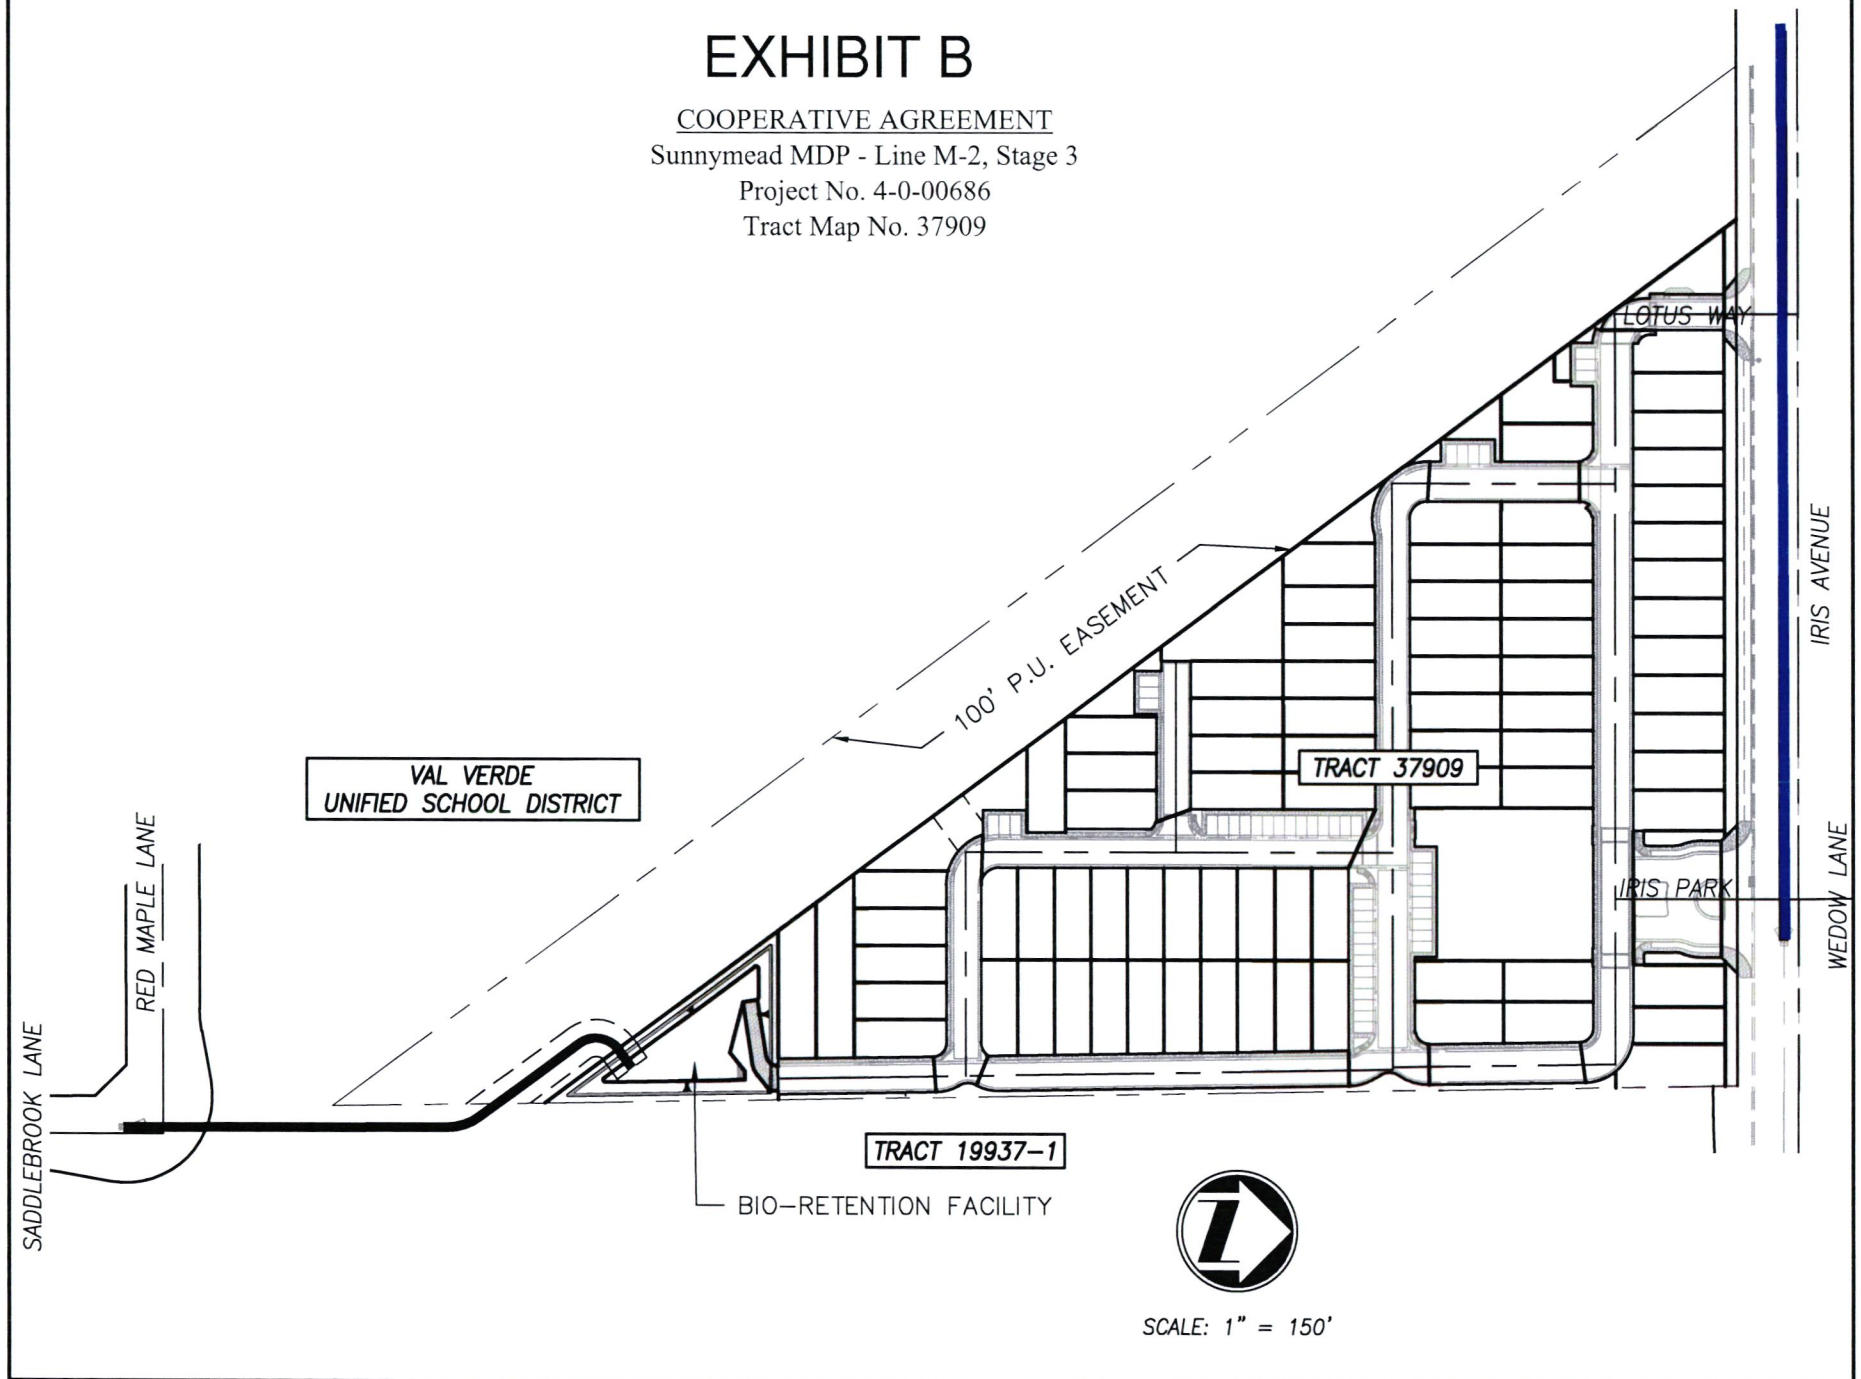 EXHIBIT B
COOPERATIVE AGREEMENT
Sunnymead MDP - Line M-2, Stage 3
Project No. 4-0-00686
Tract Map No. 37909
LOTUS WAY
IRIS AVENUE
100' P.U. EASEMENT
TRACT 37909
VAL VERDE
UNIFIED SCHOOL DISTRICT
RED MAPLE LANE
IRIS PARK
WEDOW LANE
SADDLEBROOK LANE
TRACT 19937-1
BIO-RETENTION FACILITY
N
SCALE: 1" = 150'